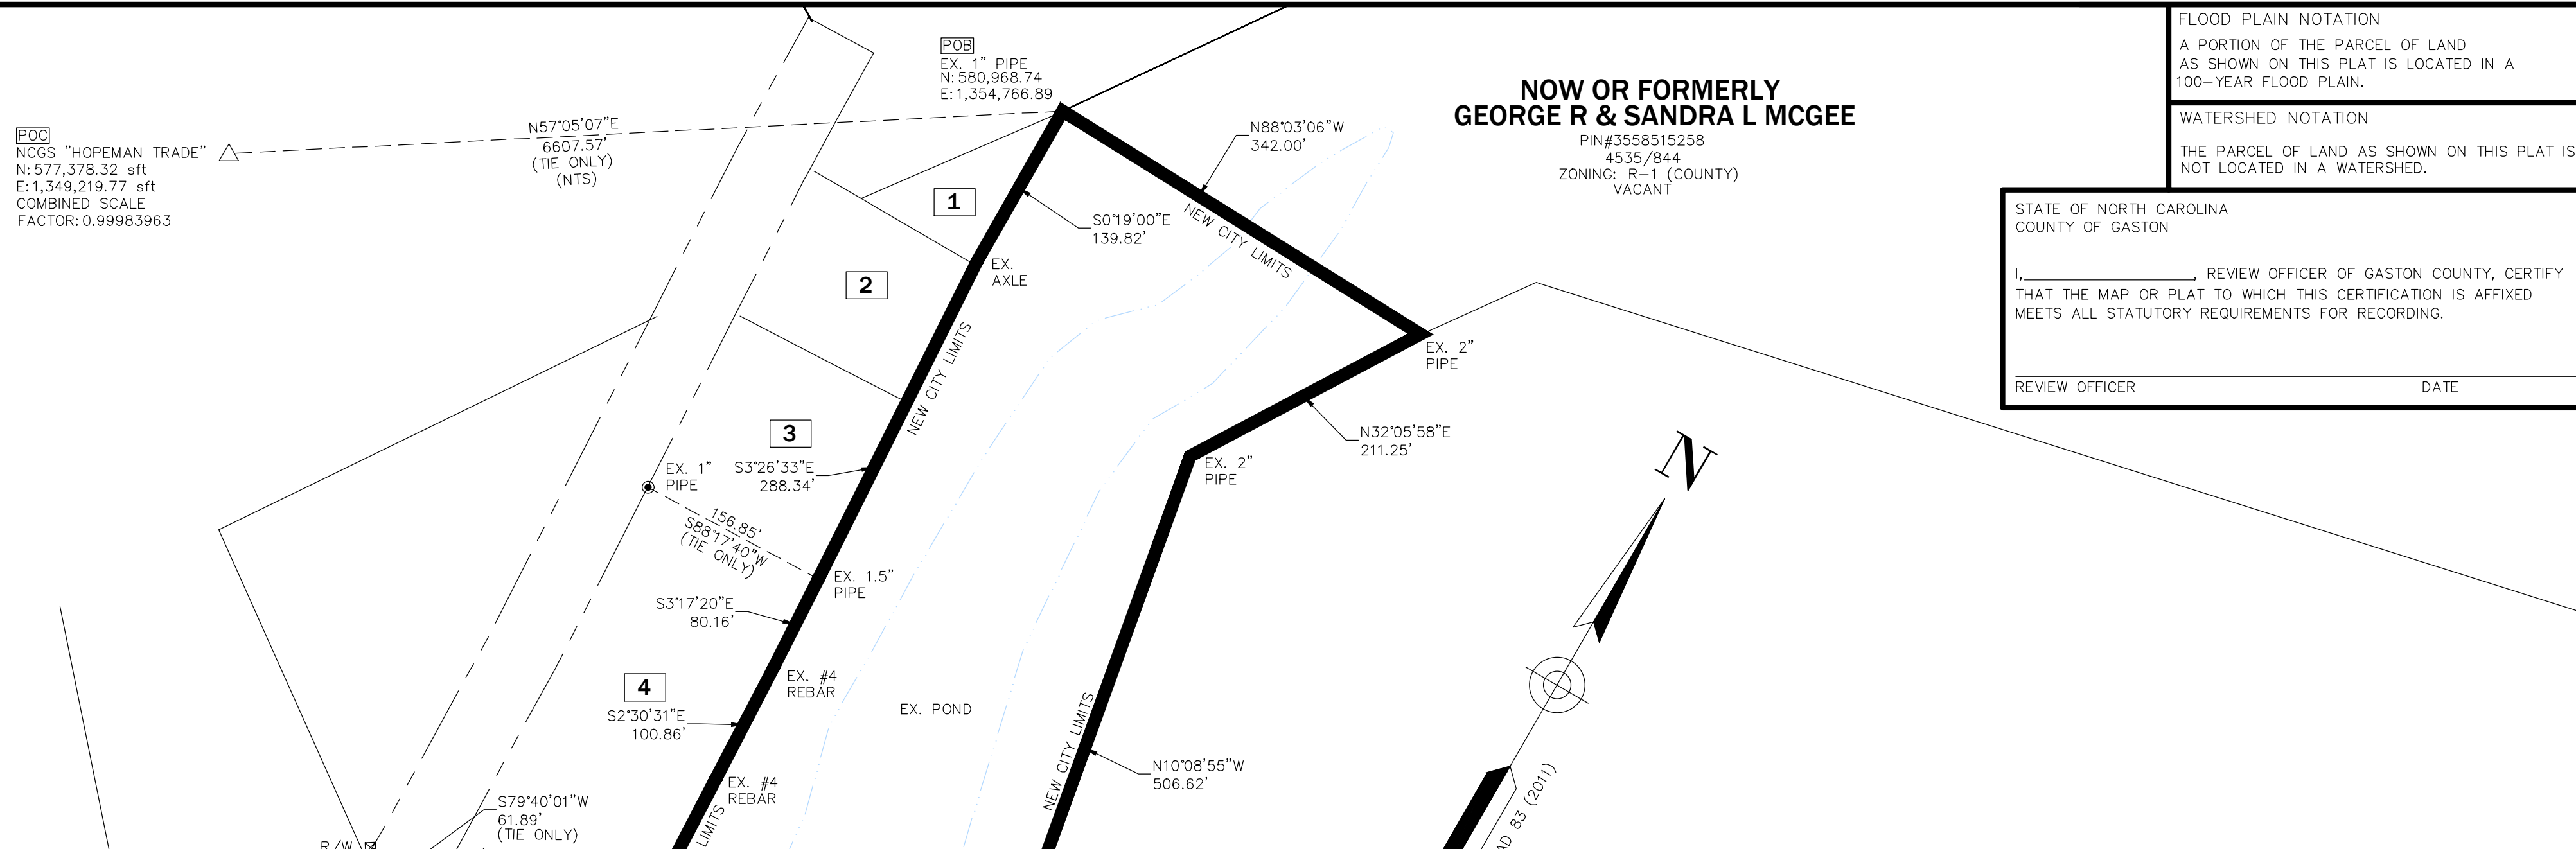 POC
NCGS "HOPEMAN TRADE"
N:577,378.32 sft
E:1,349,219.77 sft
COMBINED SCALE
FACTOR:0.99983963
N57°05'07"E
6607.57'
(TIE ONLY)
(NTS)
POB
EX. 1" PIPE
N:580,968.74
E:1,354,766.89
N88°03'06"W
342.00'
NEW CITY LIMITS
NOW OR FORMERLY
GEORGE R & SANDRA L MCGEE
PIN#3558515258
4535/844
ZONING: R-1 (COUNTY)
VACANT
FLOOD PLAIN NOTATION
A PORTION OF THE PARCEL OF LAND
AS SHOWN ON THIS PLAT IS LOCATED IN A
100-YEAR FLOOD PLAIN.
WATERSHED NOTATION
THE PARCEL OF LAND AS SHOWN ON THIS PLAT IS
NOT LOCATED IN A WATERSHED.
STATE OF NORTH CAROLINA
COUNTY OF GASTON
I,____________________, REVIEW OFFICER OF GASTON COUNTY, CERTIFY
THAT THE MAP OR PLAT TO WHICH THIS CERTIFICATION IS AFFIXED
MEETS ALL STATUTORY REQUIREMENTS FOR RECORDING.
REVIEW OFFICER DATE
1
S0°19'00"E
139.82'
EX.
AXLE
2
NEW CITY LIMITS
EX. 2"
PIPE
3
S3°26'33"E
288.34'
EX. 1"
PIPE
156.85'
S88°17'40"W
(TIE ONLY)
N32°05'58"E
211.25'
EX. 2"
PIPE
N
EX. 1.5"
PIPE
S3°17'20"E
80.16'
EX. #4
REBAR
4
S2°30'31"E
100.86'
EX. POND
NEW CITY LIMITS
N10°08'55"W
506.62'
EX. #4
REBAR
LIMITS
S79°40'01"W
61.89'
(TIE ONLY)
R/W
AD 83 (2011)